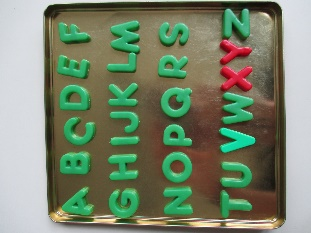 ABCDEF
GHIJKLM
NOPQRS
TUVWXYZ